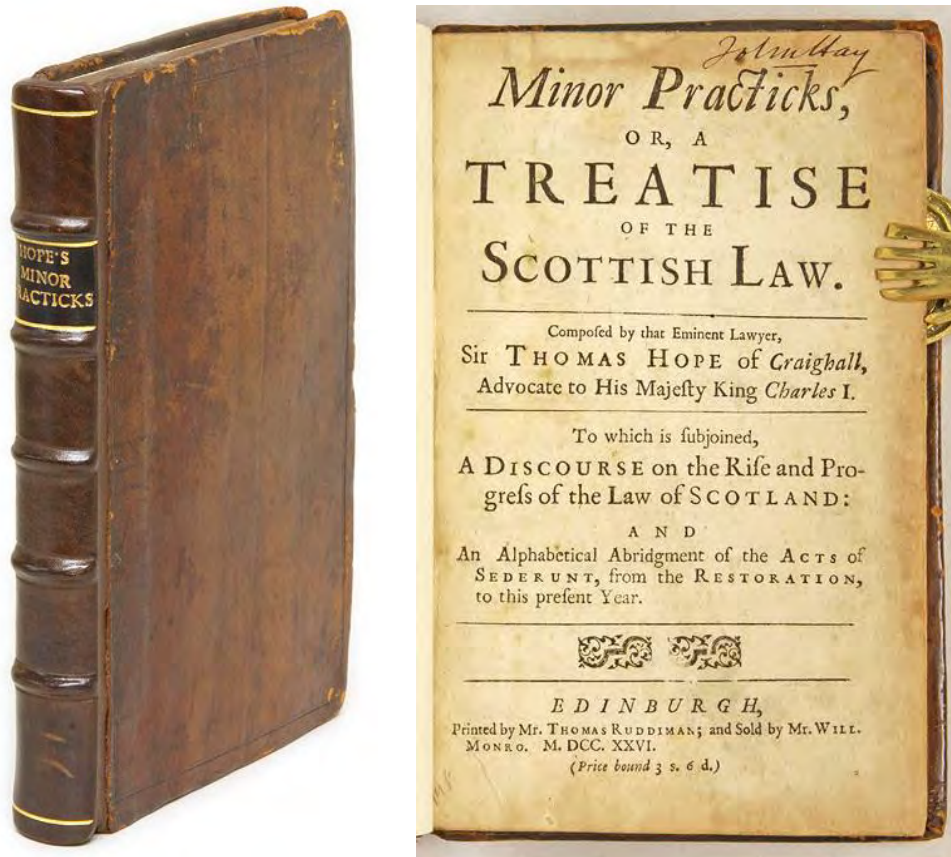 HOPE'S
MINOR
RACTICKS
John Hay
Minor Practicks,
OR, A
TREATISE
OF THE
SCOTTISH LAW.
Compoſed by that Eminent Lawyer,
Sir THOMAS HOPE of Craighall,
Advocate to His Majeſty King Charles I.
To which is ſubjoined,
A DISCOURSE on the Riſe and Pro-
greſs of the Law of SCOTLAND:
AND
An Alphabetical Abridgment of the ACTS of
SEDERUNT, from the RESTORATION,
to this preſent Year.
EDINBURGH,
Printed by Mr. THOMAS RUDDIMAN; and Sold by Mr. WILL.
MONRO. M. DCC. XXVI.
(Price bound 3 s. 6 d.)